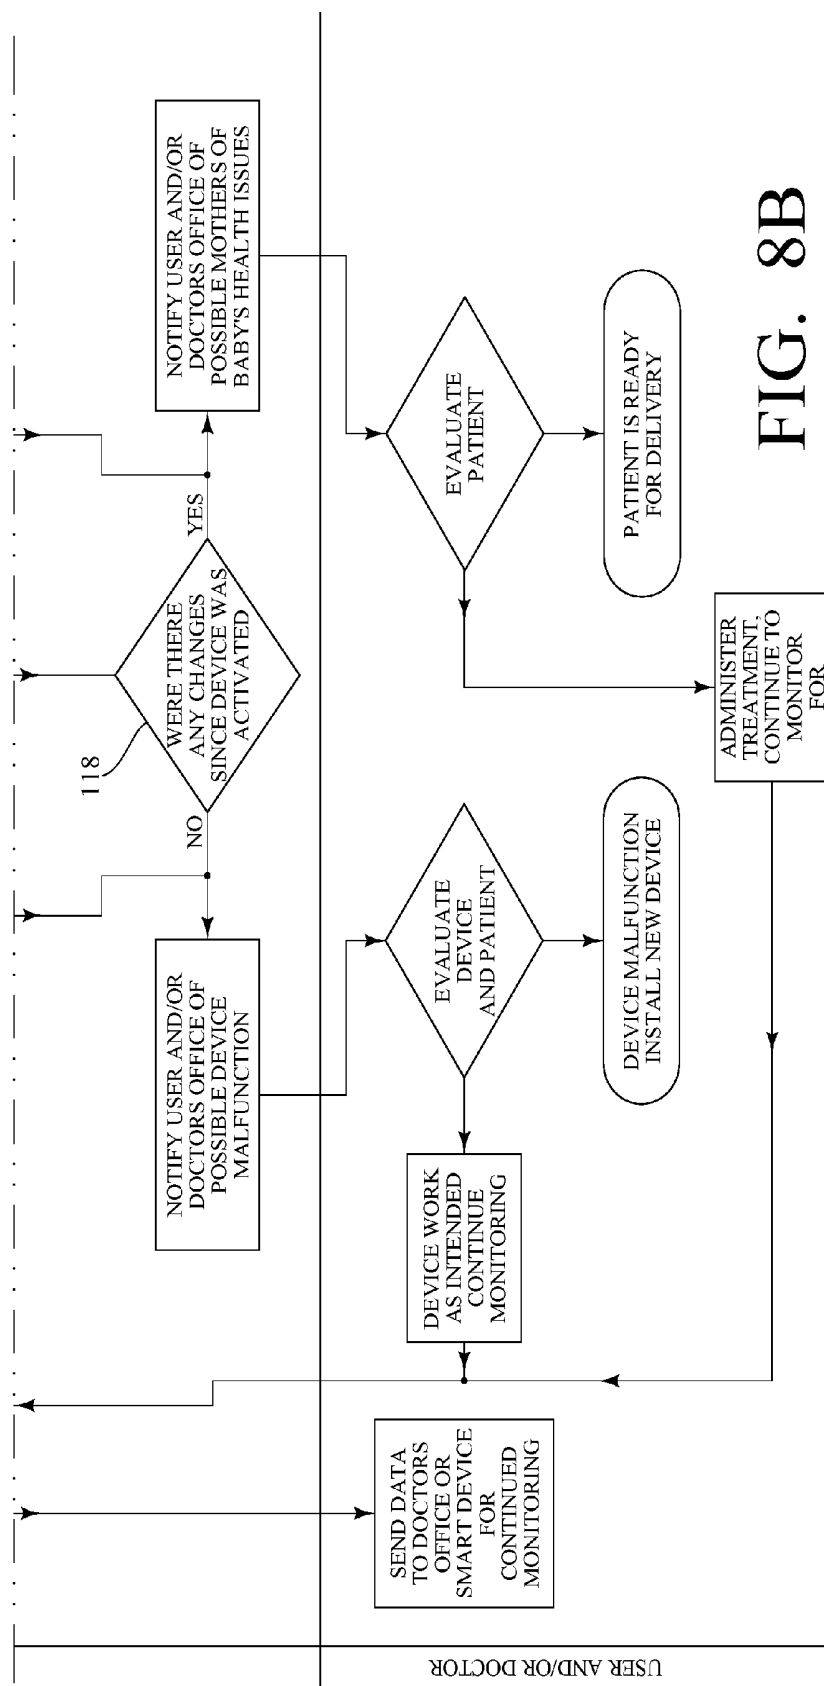 NOTIFY USER AND/OR
DOCTORS OFFICE OF
POSSIBLE DEVICE
MALFUNCTION
NO
118
WERE THERE
ANY CHANGES
SINCE DEVICE WAS
ACTIVATED
YES
NOTIFY USER AND/OR
DOCTORS OFFICE OF
POSSIBLE MOTHERS OF
BABY'S HEALTH ISSUES
USER AND/OR DOCTOR
SEND DATA
TO DOCTORS
OFFICE OR
SMART DEVICE
FOR
CONTINUED
MONITORING
DEVICE WORK
AS INTENDED
CONTINUE
MONITORING
EVALUATE
DEVICE
AND PATIENT
EVALUATE
PATIENT
DEVICE MALFUNCTION
INSTALL NEW DEVICE
PATIENT IS READY
FOR DELIVERY
ADMINISTER
TREATMENT,
CONTINUE TO
MONITOR
FOR
FIG. 8B